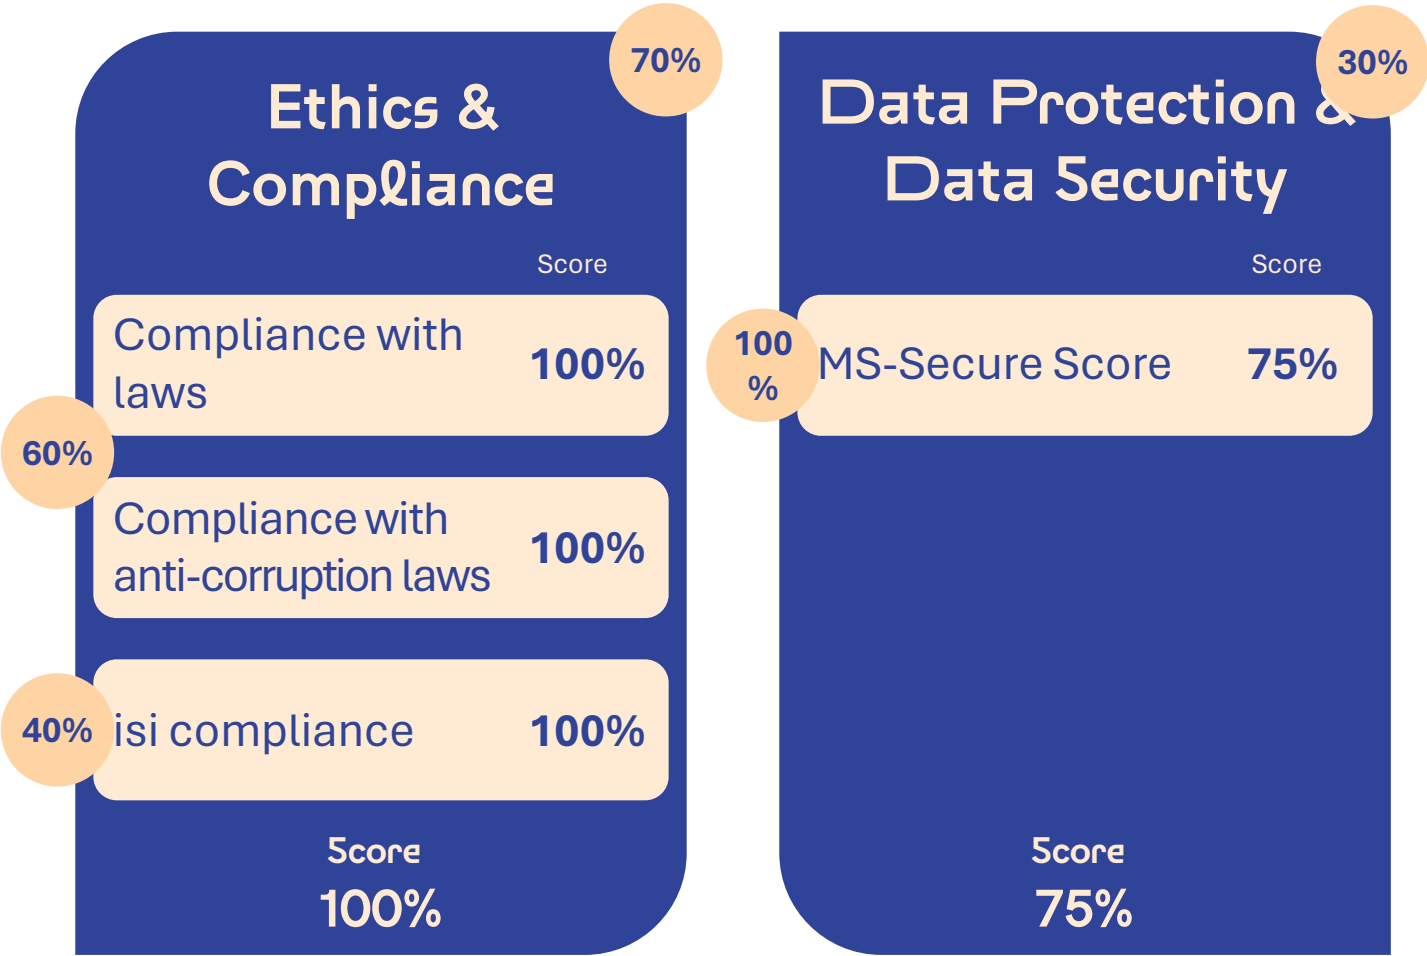 70%
Ethics &
Compliance
Score
Compliance with
laws
100%
60%
Compliance with
anti-corruption laws
100%
40%
isi compliance
100%
Score
100%
30%
Data Protection &
Data Security
Score
100
%
MS-Secure Score
75%
Score
75%